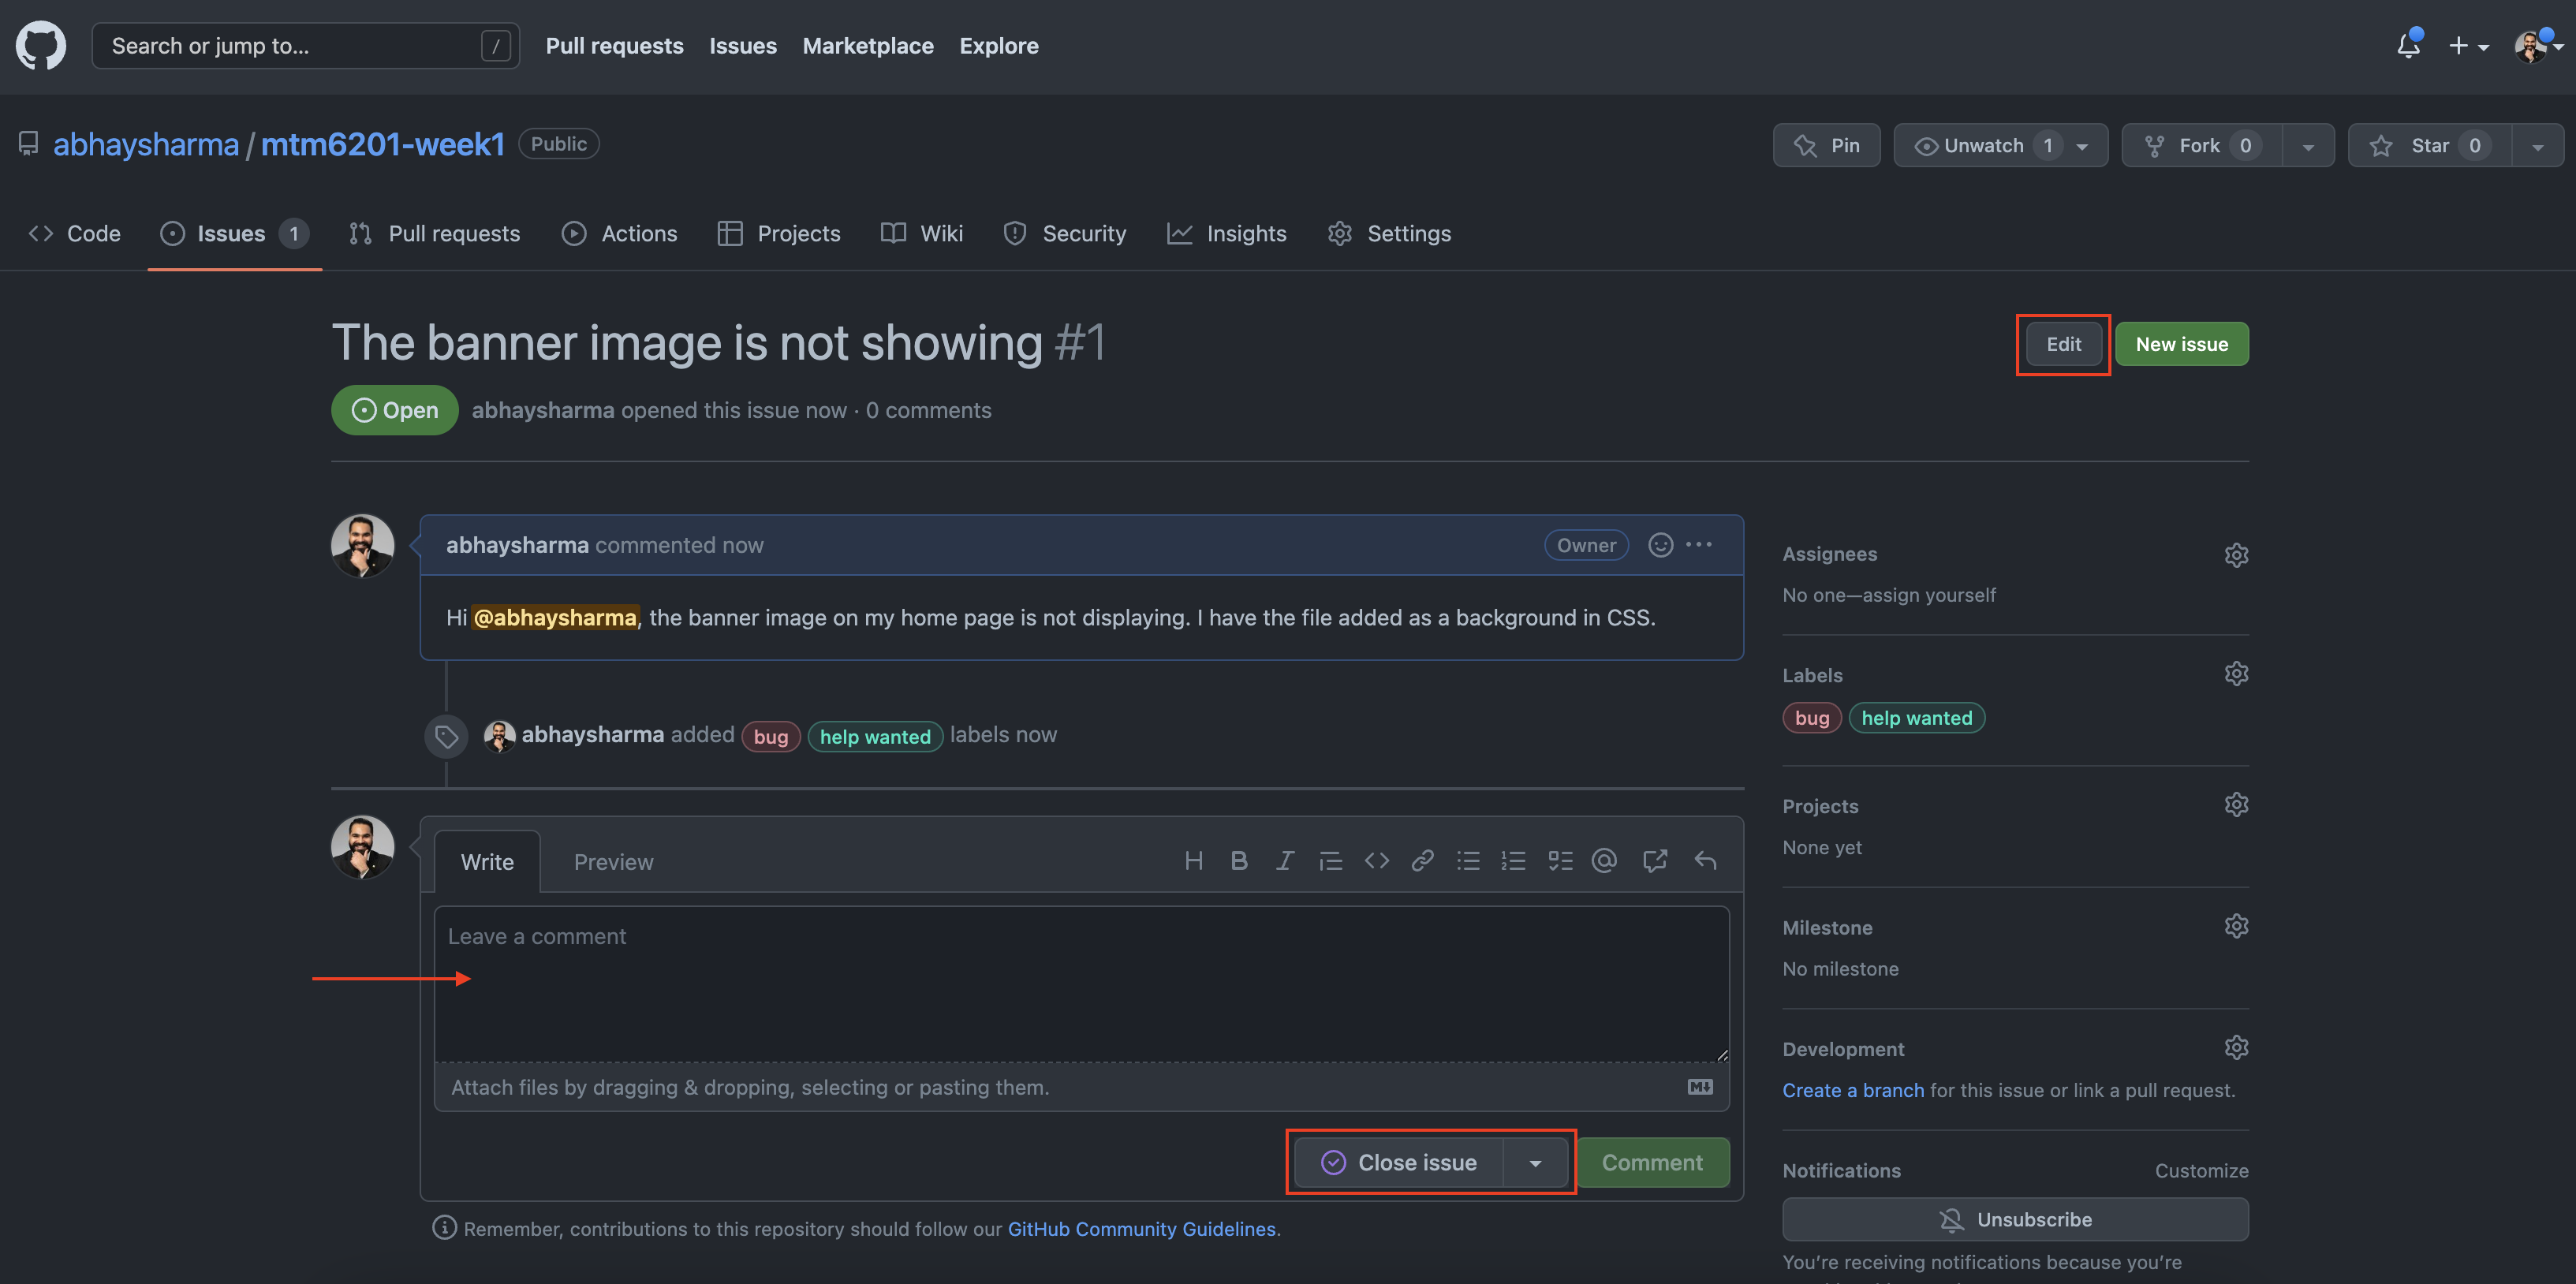 Search or jump to... / Pull requests Issues Marketplace Explore
abhaysharma / mtm6201-week1 Public Pin Unwatch 1 Fork 0 Star 0
Code Issues 1 Pull requests Actions Projects Wiki Security Insights Settings
The banner image is not showing #1 Edit New issue
Open abhaysharma opened this issue now · 0 comments
abhaysharma commented now Owner
Hi @abhaysharma, the banner image on my home page is not displaying. I have the file added as a background in CSS.
abhaysharma added bug help wanted labels now
Write Preview
Leave a comment
Attach files by dragging & dropping, selecting or pasting them.
Close issue Comment
Remember, contributions to this repository should follow our GitHub Community Guidelines.
Assignees
No one—assign yourself
Labels
bug help wanted
Projects
None yet
Milestone
No milestone
Development
Create a branch for this issue or link a pull request.
Notifications Customize
Unsubscribe
You’re receiving notifications because you’re